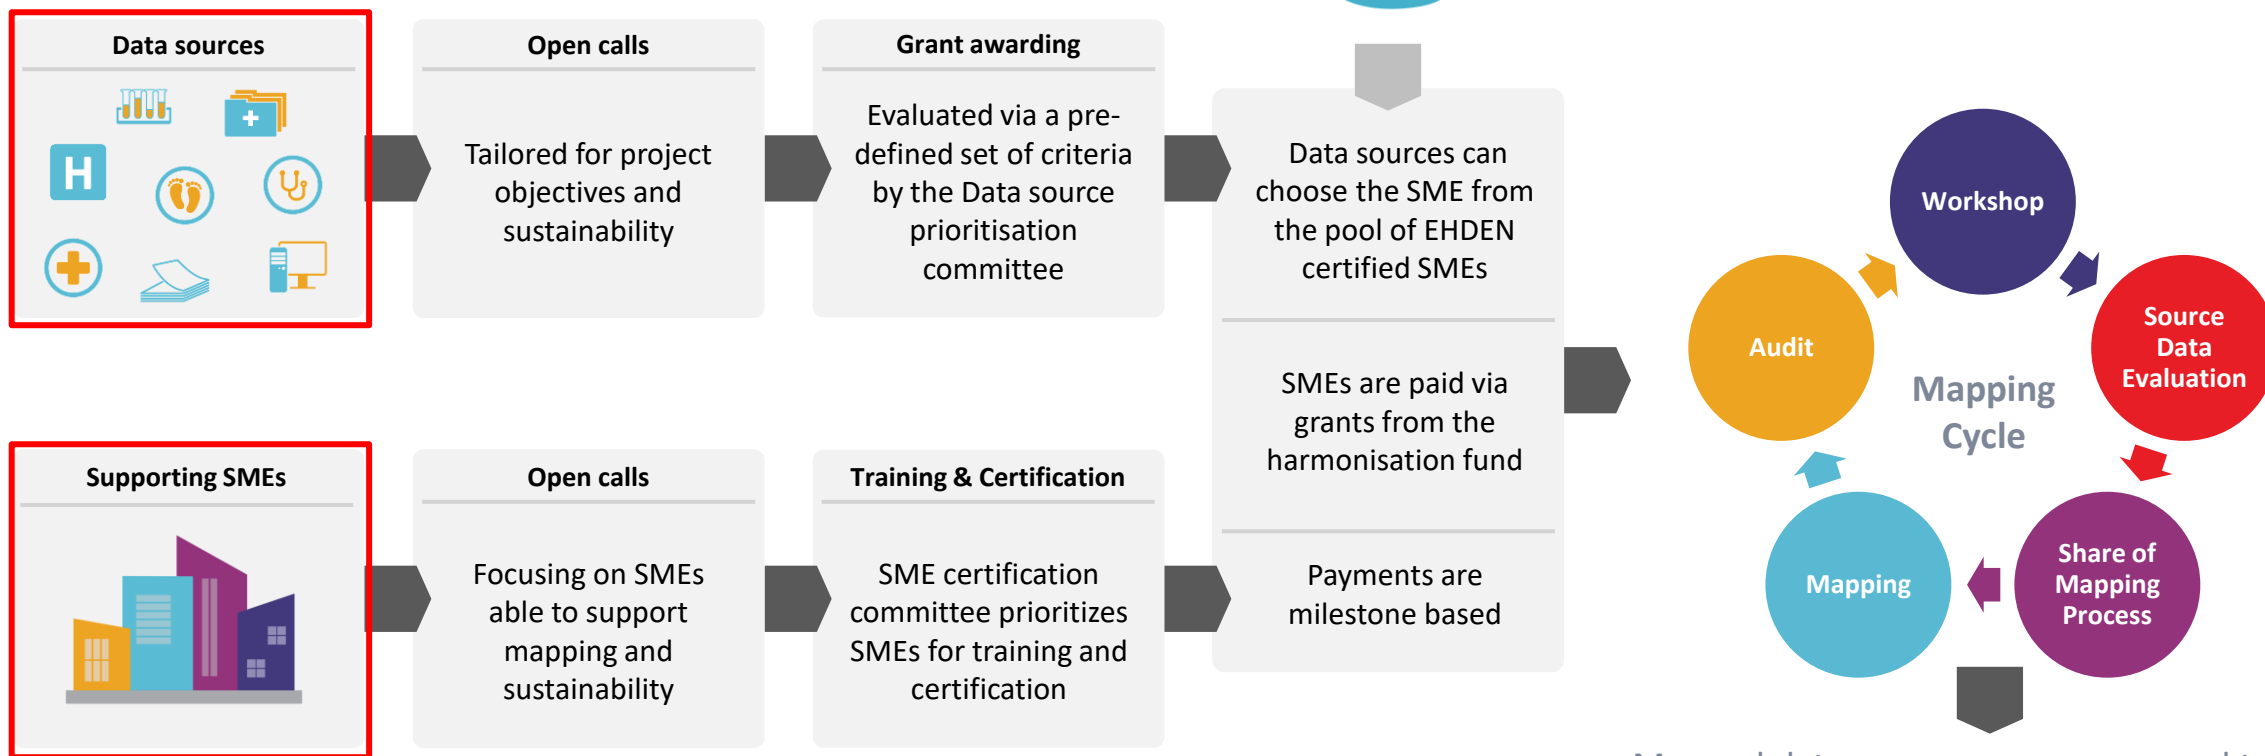 Data sources
H
Open calls
Tailored for project
objectives and
sustainability
Grant awarding
Evaluated via a pre-
defined set of criteria
by the Data source
prioritisation
committee
Data sources can
choose the SME from
the pool of EHDEN
certified SMEs
SMEs are paid via
grants from the
harmonisation fund
Payments are
milestone based
Supporting SMEs
Open calls
Focusing on SMEs
able to support
mapping and
sustainability
Training & Certification
SME certification
committee prioritizes
SMEs for training and
certification
Workshop
Source
Data
Evaluation
Share of
Mapping
Process
Mapping
Audit
Mapping
Cycle